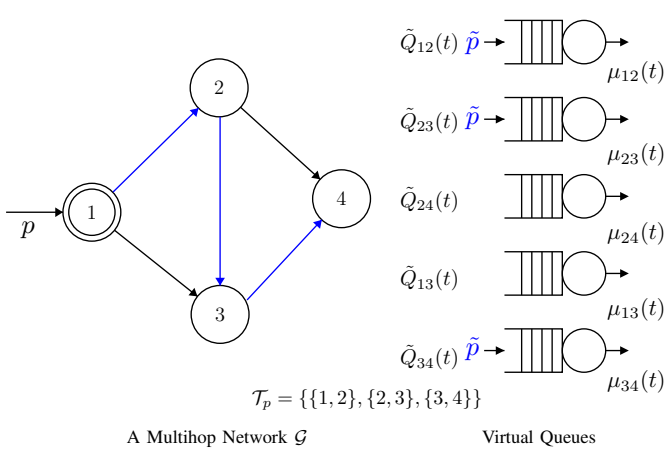 Q̃₁₂(t) p̃
μ₁₂(t)
2
Q̃₂₃(t) p̃
μ₂₃(t)
1
4
p
Q̃₂₄(t)
μ₂₄(t)
Q̃₁₃(t)
μ₁₃(t)
3
Q̃₃₄(t) p̃
μ₃₄(t)
𝒯ₚ = {{1, 2}, {2, 3}, {3, 4}}
A Multihop Network 𝒢
Virtual Queues